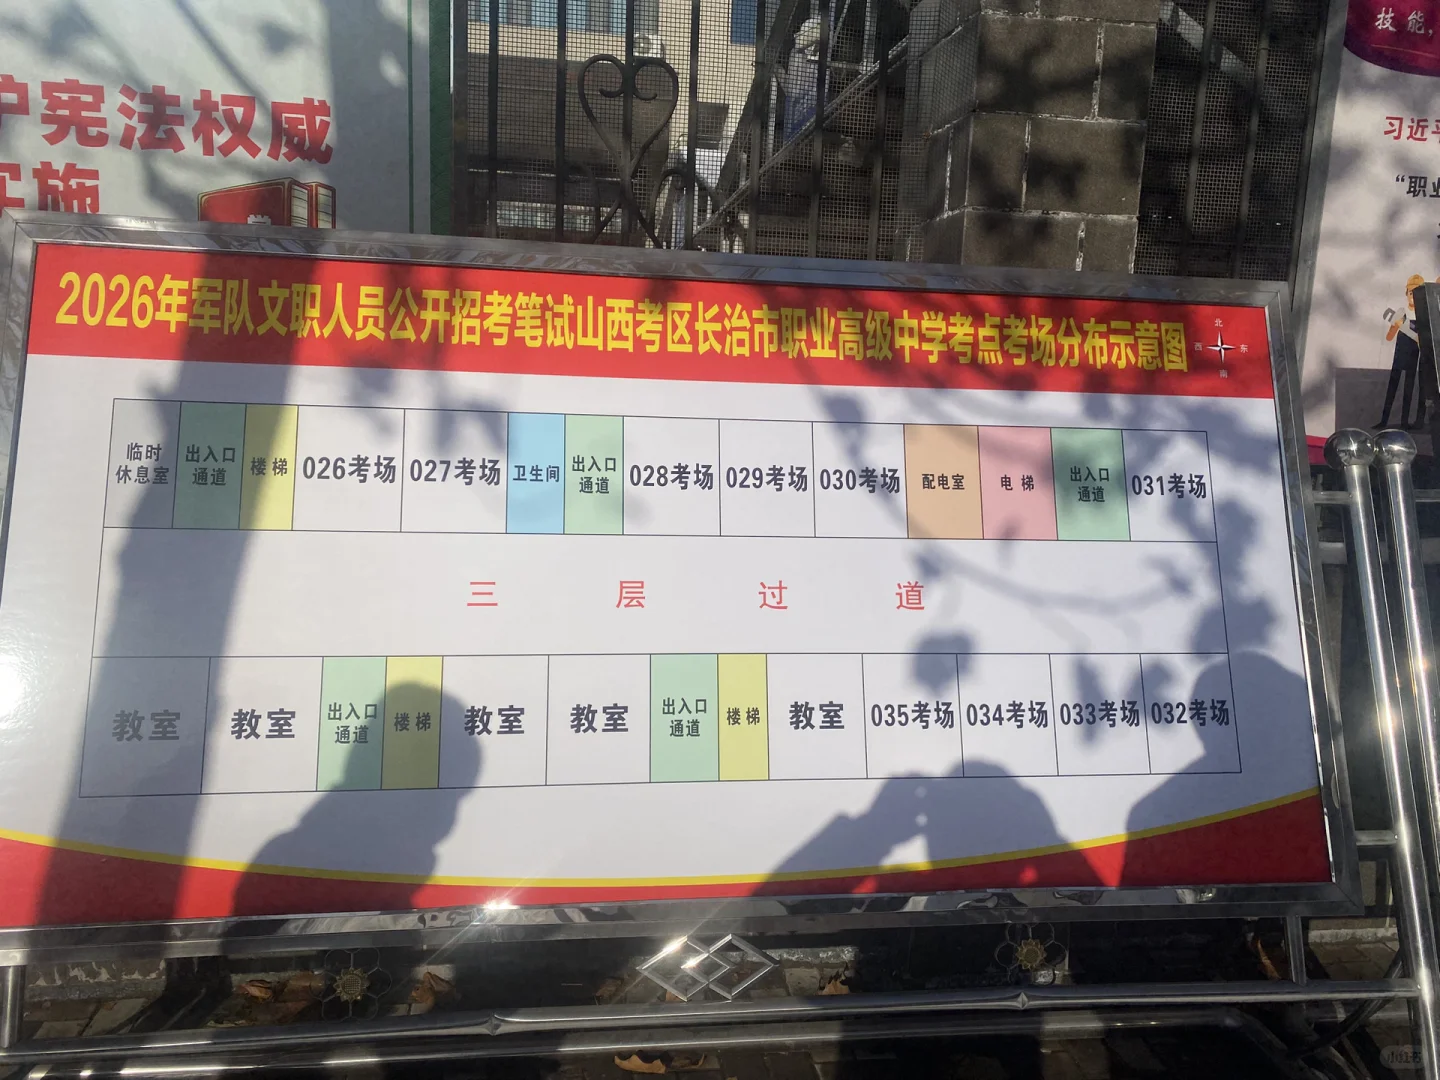 护宪法权威
实施
技能,
习近平
“职业
2026年军队文职人员公开招考笔试山西考区长治市职业高级中学考点考场分布示意图
北
西 东
南
临时
休息室
出入口
通道
楼梯
026考场
027考场
卫生间
出入口
通道
028考场
029考场
030考场
配电室
电梯
出入口
通道
031考场
三层过道
教室
教室
出入口
通道
楼梯
教室
教室
出入口
通道
楼梯
教室
035考场
034考场
033考场
032考场